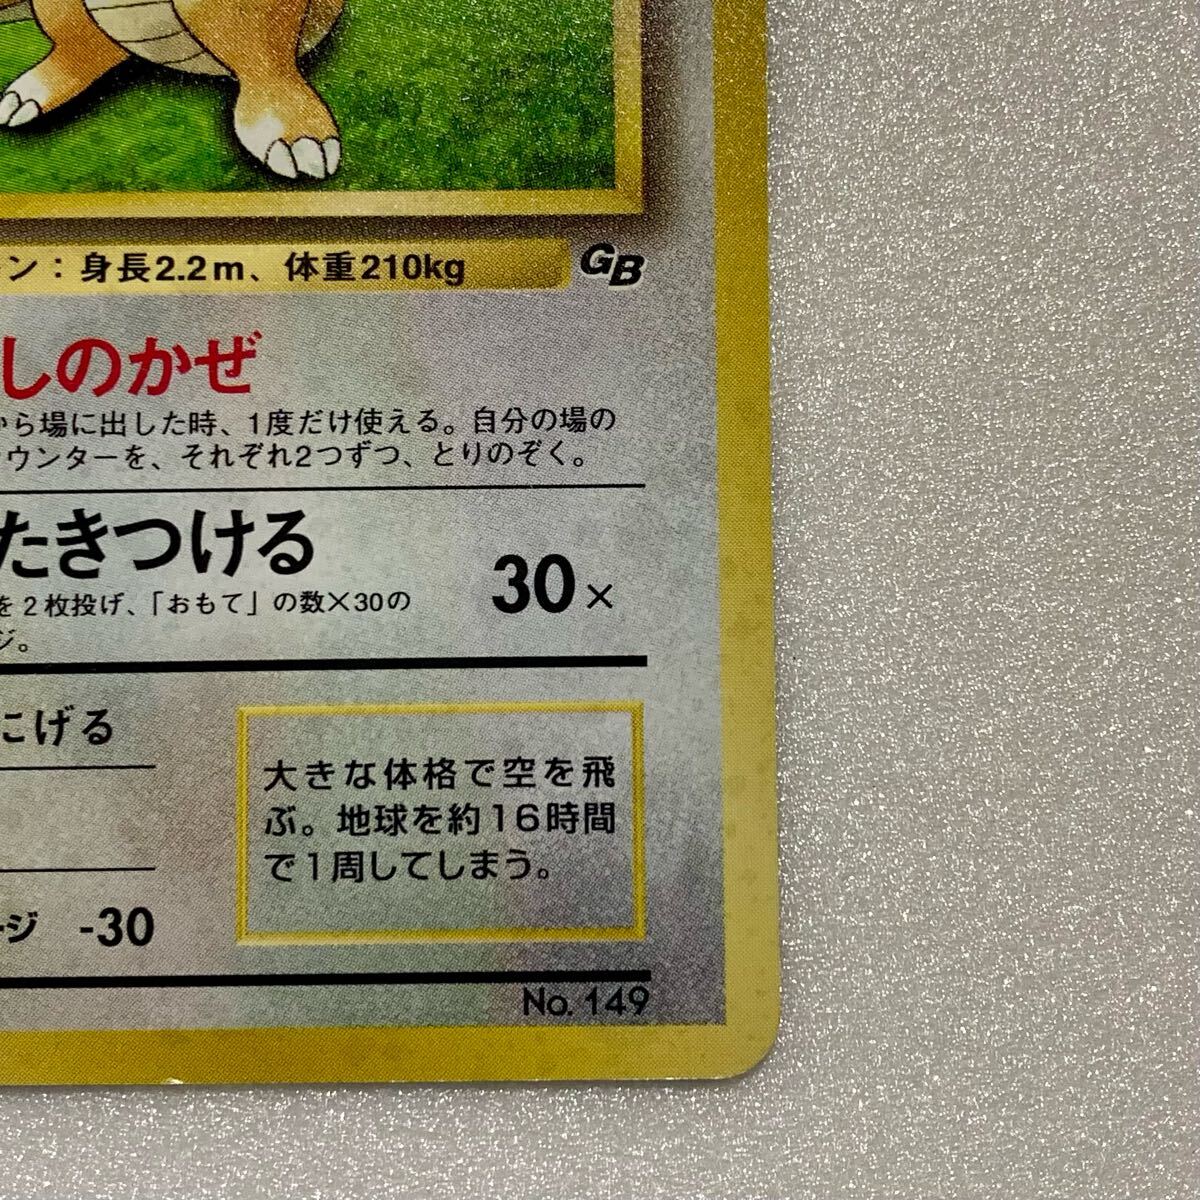 ン：身長2.2m、体重210kg
GB
しのかぜ
から場に出した時、1度だけ使える。自分の場の
ウンターを、それぞれ2つずつ、とりのぞく。
たきつける
30×
を2枚投げ、「おもて」の数×30の
ジ。
にげる
大きな体格で空を飛
ぶ。地球を約16時間
で1周してしまう。
ージ -30
No. 149